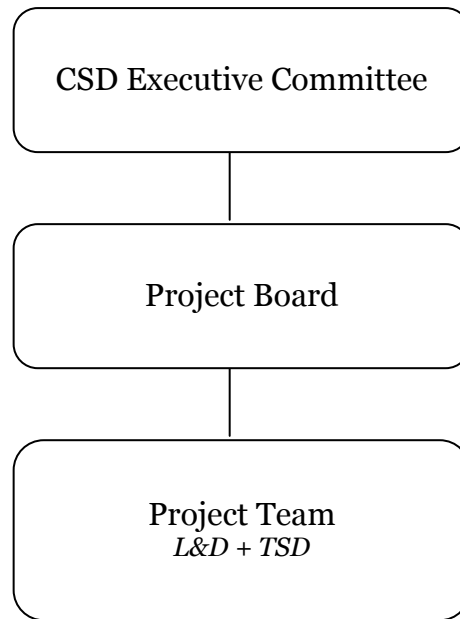 CSD Executive Committee
Project Board
Project Team
L&D + TSD